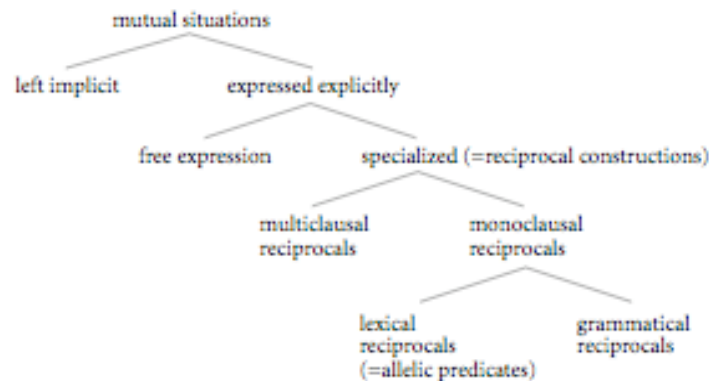 mutual situations
left implicit expressed explicitly
free expression specialized (=reciprocal constructions)
multiclausal monoclausal
reciprocals reciprocals
lexical grammatical
reciprocals reciprocals
(=allelic predicates)